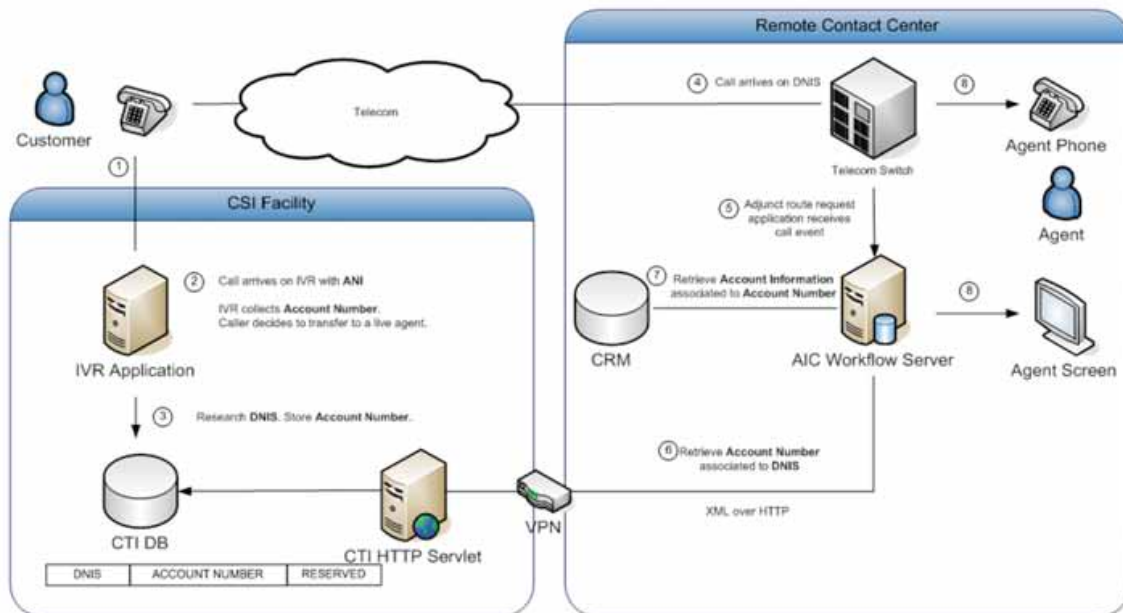 Remote Contact Center
4 Call arrives on DNIS
8
Telecom
Customer
Agent Phone
1
Telecom Switch
CSI Facility
5 Adjunct route request
application receives
call event
Agent
2 Call arrives on IVR with ANI
7 Retrieve Account Information
associated to Account Number
8
IVR collects Account Number.
Caller decides to transfer to a live agent.
IVR Application
CRM
AIC Workflow Server
Agent Screen
3 Research DNIS. Store Account Number.
6 Retrieve Account Number
associated to DNIS
XML over HTTP
VPN
CTI DB
CTI HTTP Servlet
DNIS ACCOUNT NUMBER RESERVED